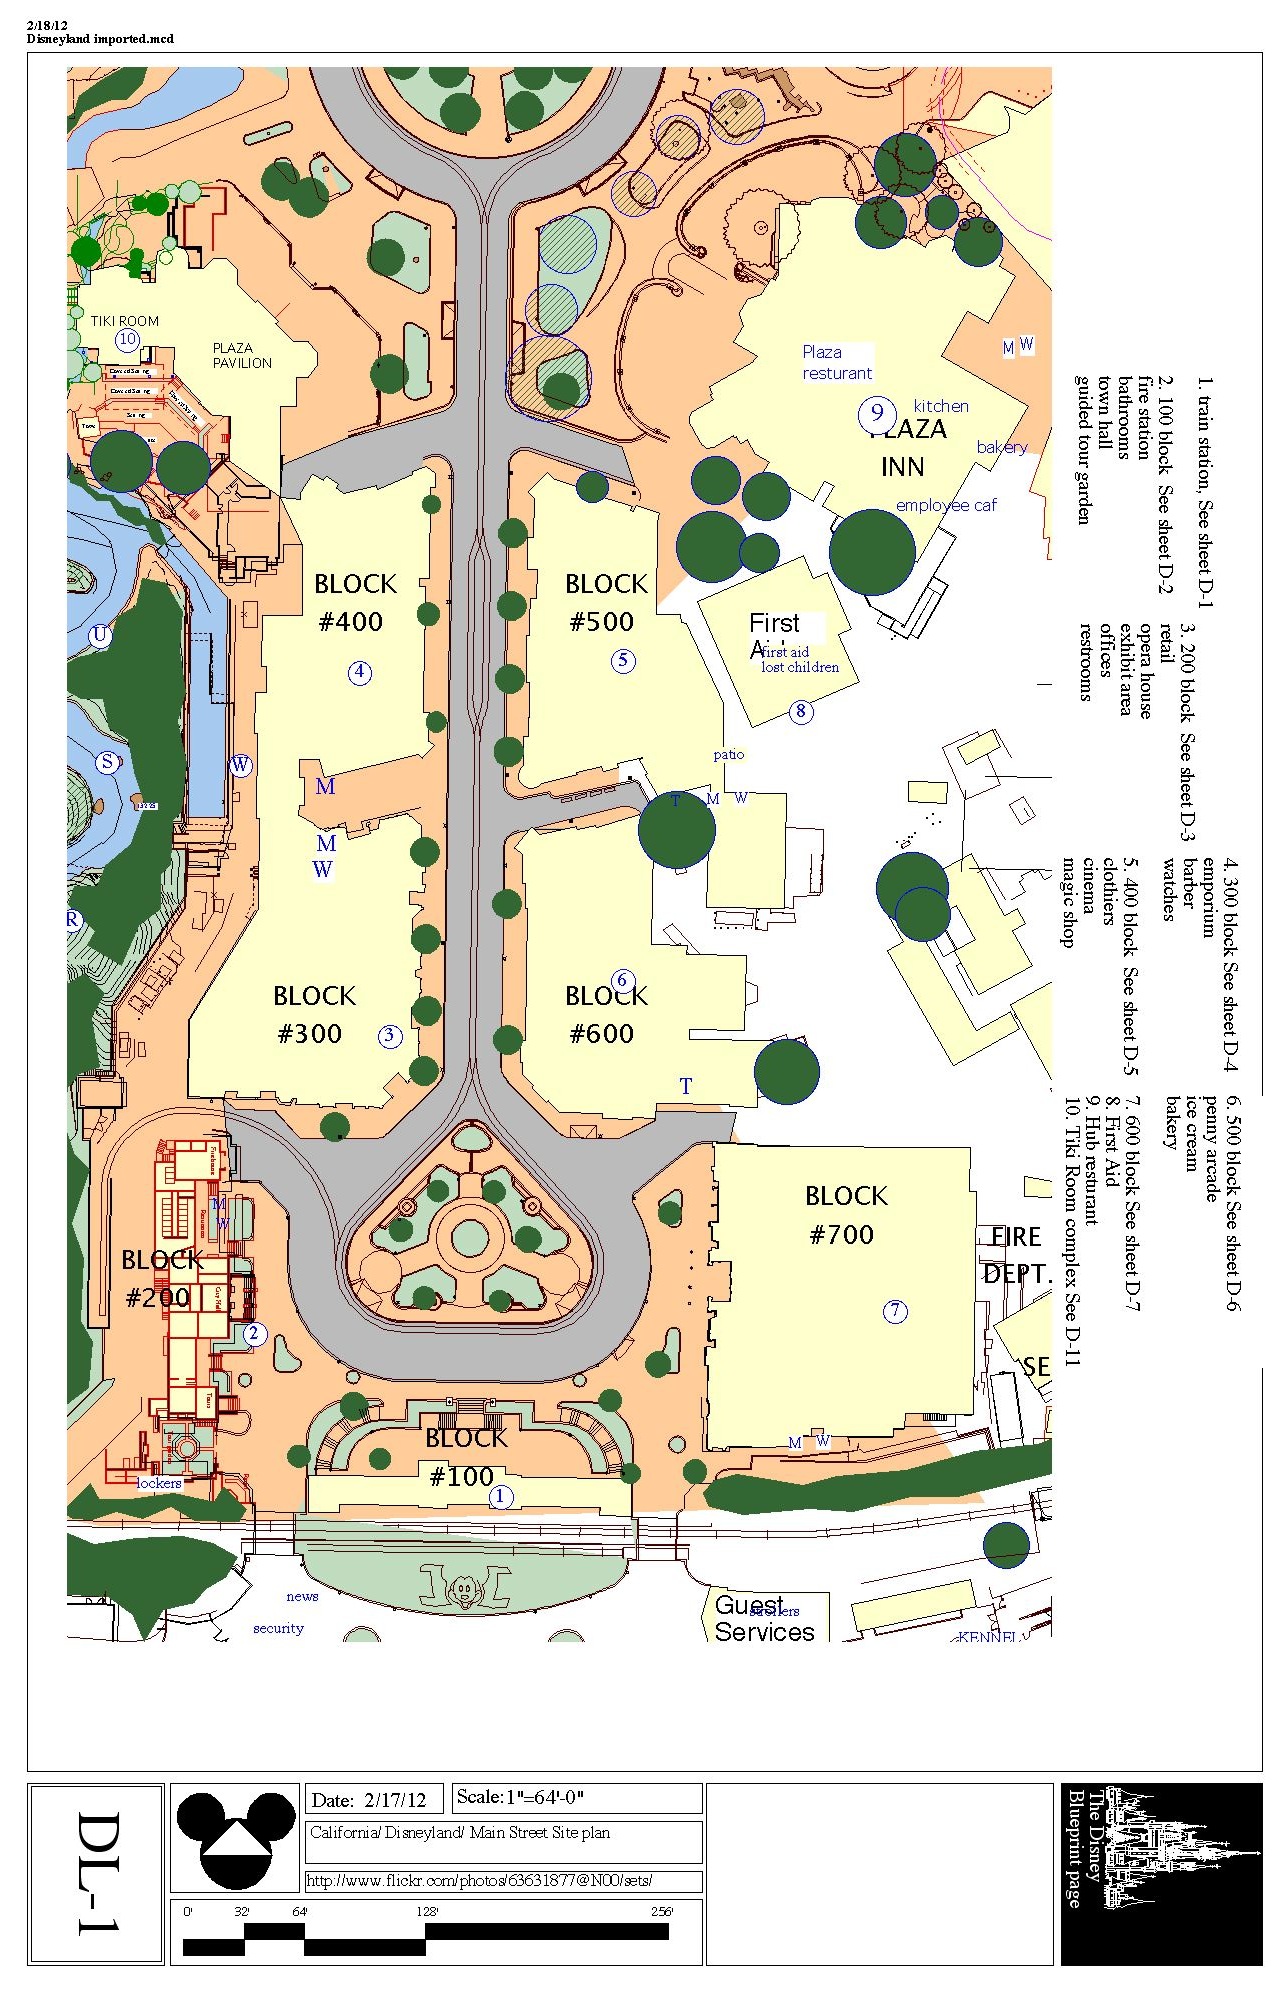 2/18/12
Disneyland imported.mcd
TIKI ROOM
10
PLAZA
PAVILION
Covered Seating
Covered Seating
Seating
Plaza
resturant
M W
9
kitchen
PLAZA
INN
bakery
employee caf
BLOCK
#400
4
BLOCK
#500
5
First
Aid
first aid
lost children
8
U
S
W
R
M
M
W
patio
T M W
BLOCK
#300
3
BLOCK
#600
6
T
Firehouse
M
W
Restrooms
BLOCK
#200
City Hall
2
BLOCK
#700
7
FIRE
DEPT.
SE
BLOCK
#100
1
M W
lockers
news
security
Guest
Services
strollers
KENNEL
1. train station, See sheet D-1
2. 100 block See sheet D-2
fire station
bathrooms
town hall
guided tour garden
3. 200 block See sheet D-3
retail
opera house
exhibit area
offices
restrooms
4. 300 block See sheet D-4
emporium
barber
watches
5. 400 block See sheet D-5
clothiers
cinema
magic shop
6. 500 block See sheet D-6
penny arcade
ice cream
bakery
7. 600 block See sheet D-7
8. First Aid
9. Hub resturant
10. Tiki Room complex See D-11
DL-1
Date: 2/17/12
Scale:1"=64'-0"
California/ Disneyland/ Main Street Site plan
http://www.flickr.com/photos/63631877@N00/sets/
0' 32' 64' 128' 256'
The Disney
Blueprint page